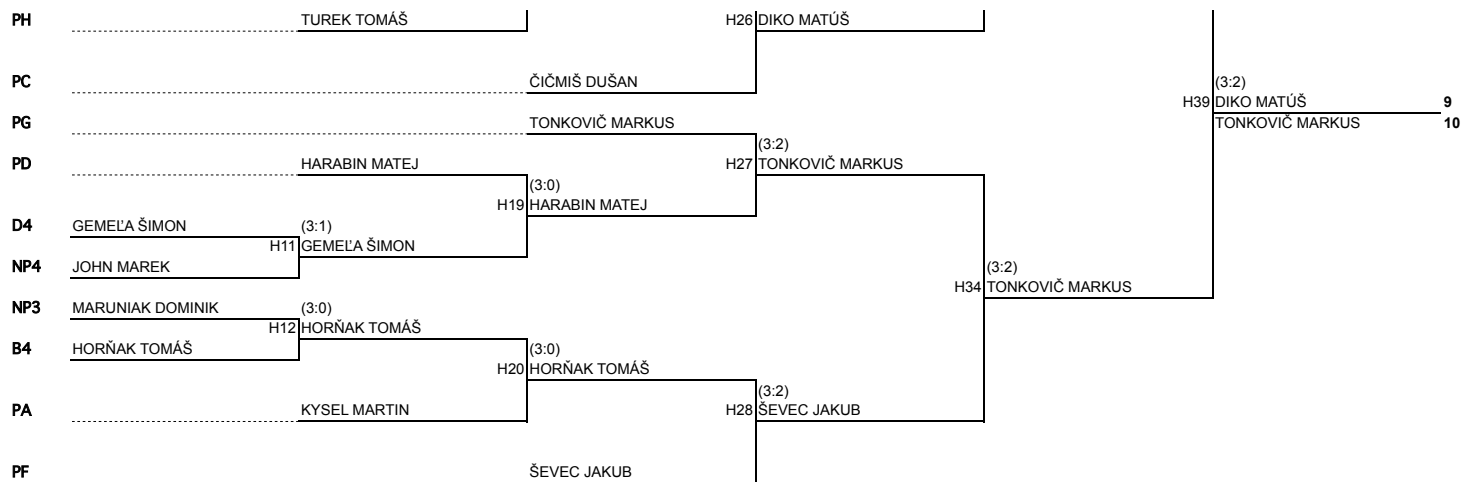 PH TUREK TOMÁŠ H26 DIKO MATÚŠ
PC ČIČMIŠ DUŠAN (3:2)
H39 DIKO MATÚŠ 9
PG TONKOVIČ MARKUS TONKOVIČ MARKUS 10
(3:2)
PD HARABIN MATEJ H27 TONKOVIČ MARKUS
(3:0)
H19 HARABIN MATEJ
D4 GEMEĽA ŠIMON (3:1)
H11 GEMEĽA ŠIMON
NP4 JOHN MAREK (3:2)
H34 TONKOVIČ MARKUS
NP3 MARUNIAK DOMINIK (3:0)
H12 HORŇAK TOMÁŠ
B4 HORŇAK TOMÁŠ (3:0)
H20 HORŇAK TOMÁŠ
(3:2)
PA KYSEL MARTIN H28 ŠEVEC JAKUB
PF ŠEVEC JAKUB